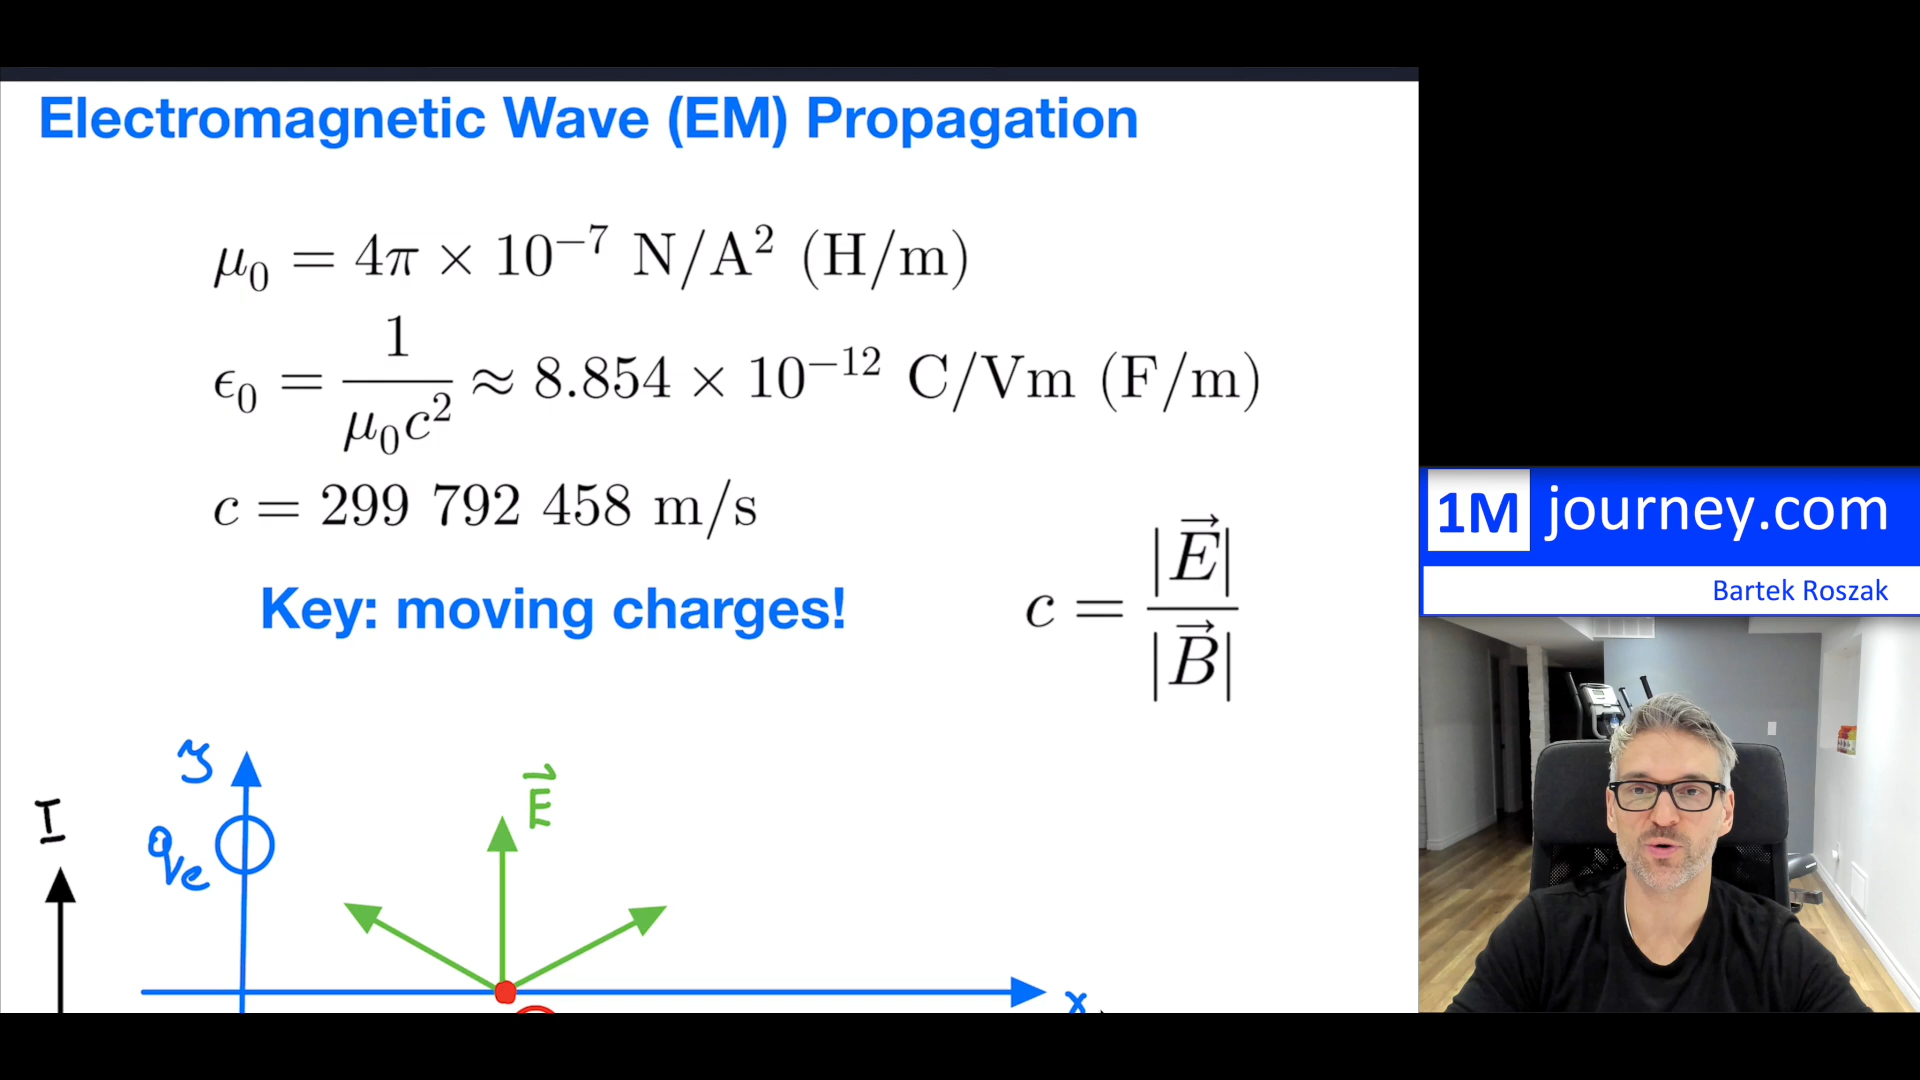 Electromagnetic Wave (EM) Propagation
μ₀ = 4π × 10⁻⁷ N/A² (H/m)
ϵ₀ = 1/(μ₀c²) ≈ 8.854 × 10⁻¹² C/Vm (F/m)
c = 299 792 458 m/s
Key: moving charges!
c = |E⃗|/|B⃗|
y
I
qe
E⃗
x
1M journey.com
Bartek Roszak